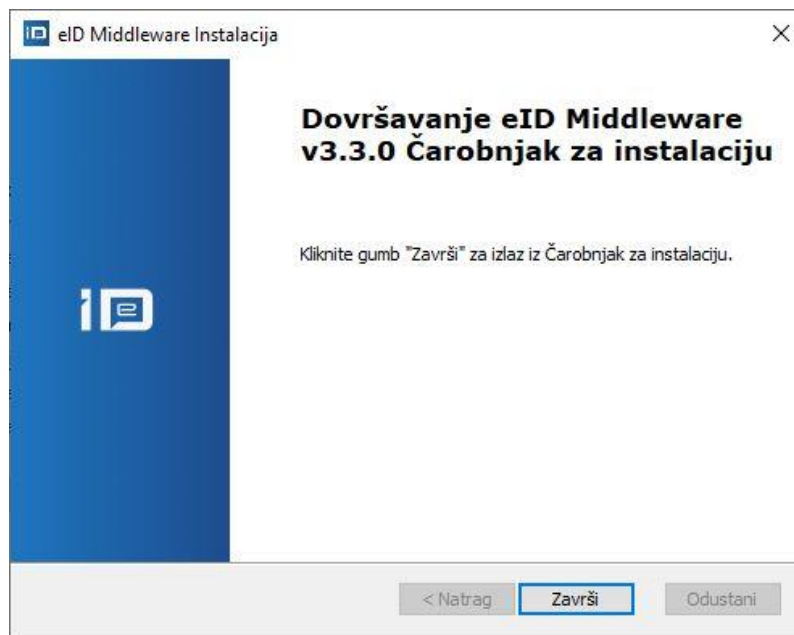 eID Middleware Instalacija
Dovršavanje eID Middleware
v3.3.0 Čarobnjak za instalaciju
Kliknite gumb "Završi" za izlaz iz Čarobnjak za instalaciju.
iD e
< Natrag
Završi
Odustani